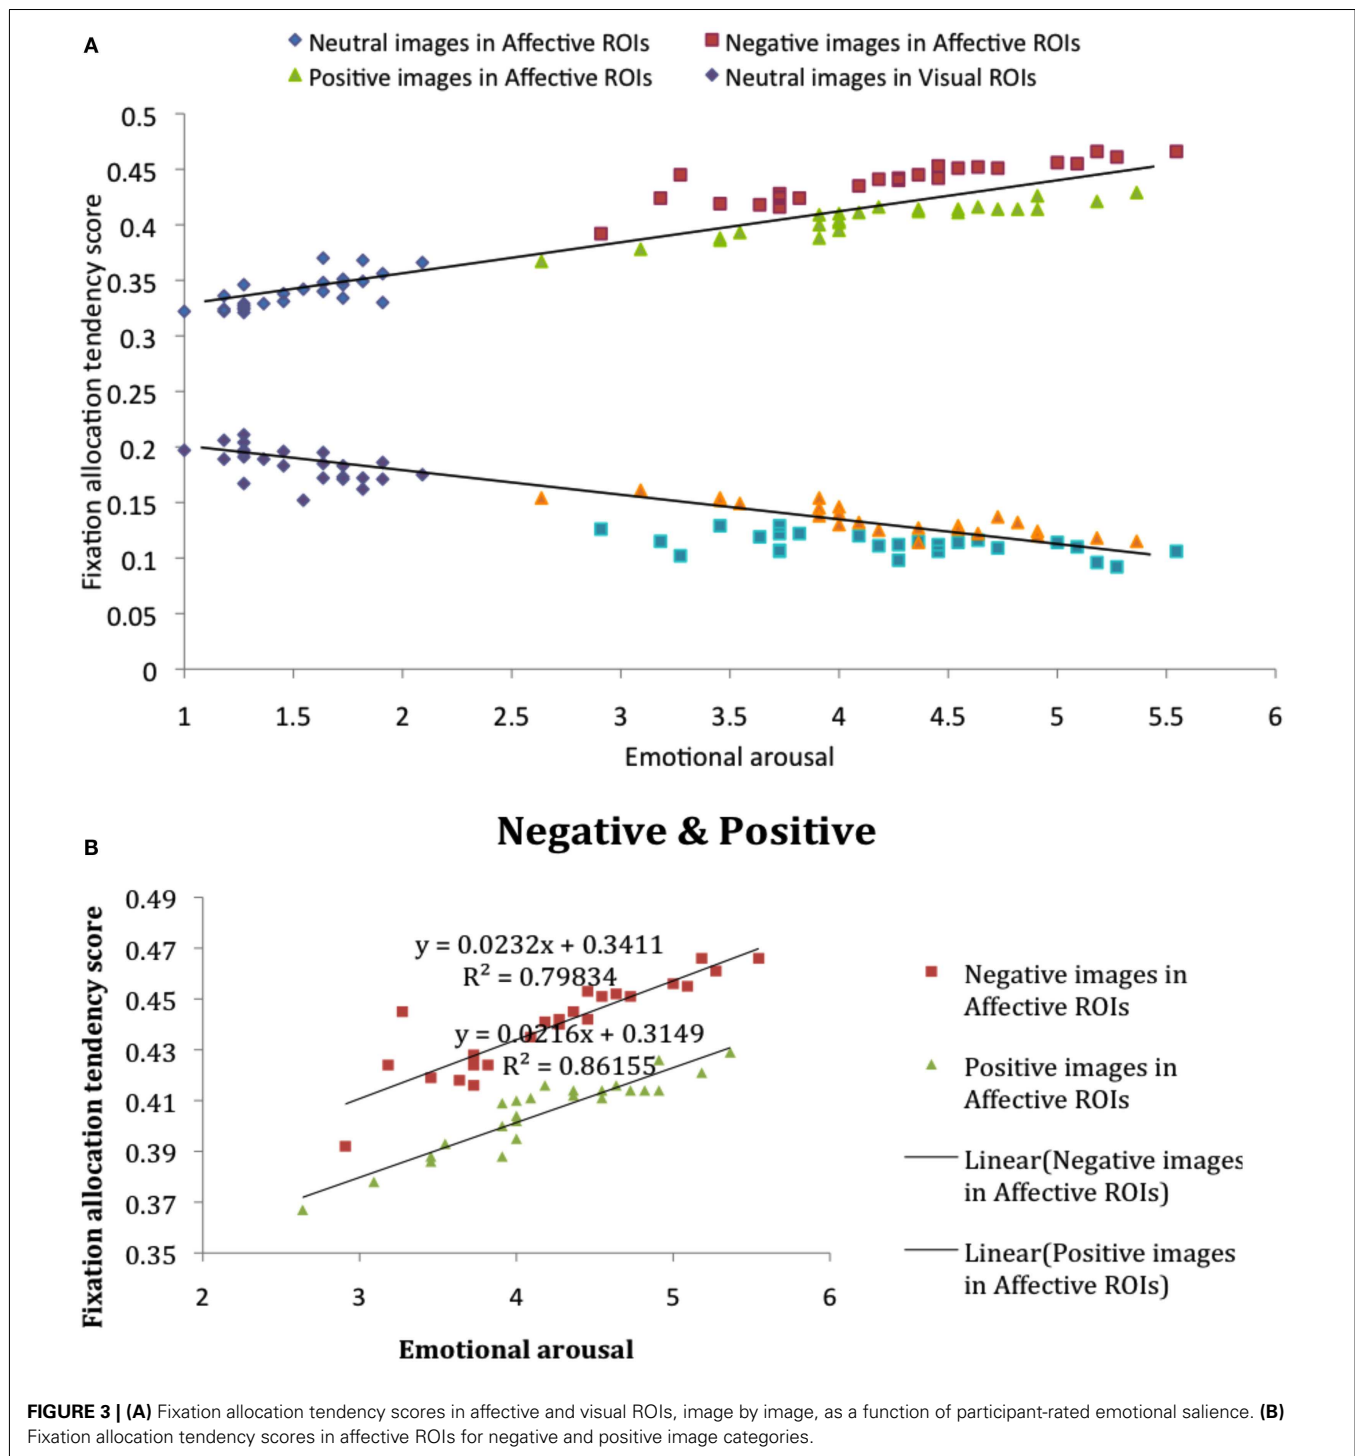 A
Neutral images in Affective ROIs
Negative images in Affective ROIs
Positive images in Affective ROIs
Neutral images in Visual ROIs
Fixation allocation tendency score
0.5
0.45
0.4
0.35
0.3
0.25
0.2
0.15
0.1
0.05
0
1 1.5 2 2.5 3 3.5 4 4.5 5 5.5 6
Emotional arousal
Negative & Positive
B
Fixation allocation tendency score
0.49
0.47
0.45
0.43
0.41
0.39
0.37
0.35
y = 0.0232x + 0.3411
R² = 0.79834
y = 0.0216x + 0.3149
R² = 0.86155
2 3 4 5 6
Emotional arousal
Negative images in
Affective ROIs
Positive images in
Affective ROIs
Linear(Negative images
in Affective ROIs)
Linear(Positive images
in Affective ROIs)
FIGURE 3 | (A) Fixation allocation tendency scores in affective and visual ROIs, image by image, as a function of participant-rated emotional salience. (B)
Fixation allocation tendency scores in affective ROIs for negative and positive image categories.